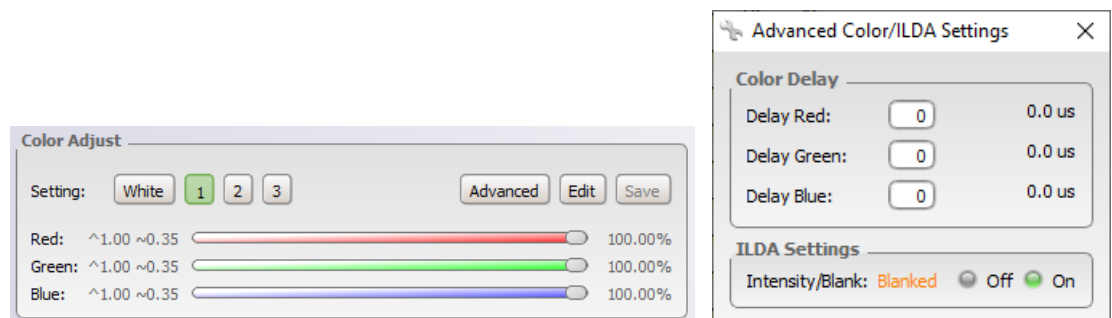 Color Adjust
Setting: White 1 2 3 Advanced Edit Save
Red: ^1.00 ~0.35 100.00%
Green: ^1.00 ~0.35 100.00%
Blue: ^1.00 ~0.35 100.00%
Advanced Color/ILDA Settings
Color Delay
Delay Red: 0 0.0 us
Delay Green: 0 0.0 us
Delay Blue: 0 0.0 us
ILDA Settings
Intensity/Blank: Blanked Off On